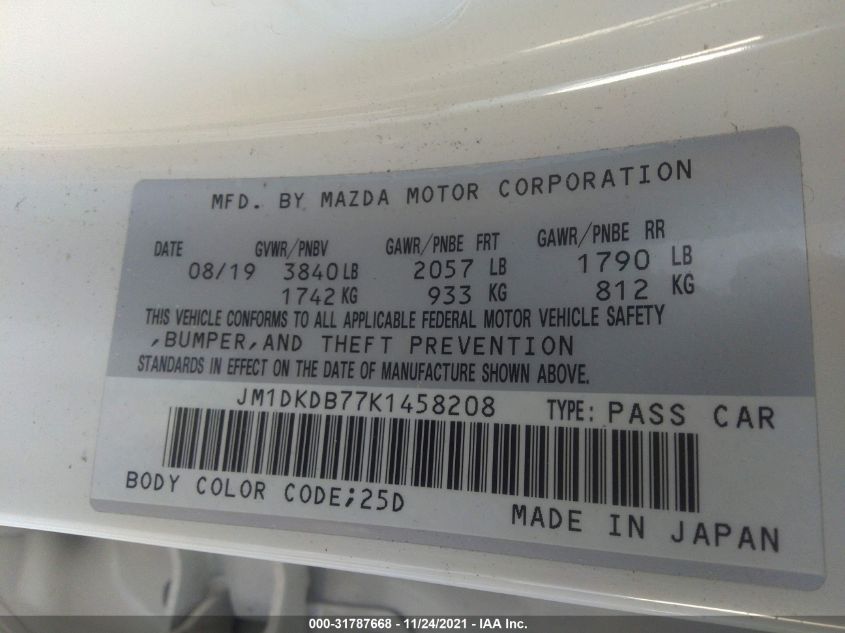 MFD. BY MAZDA MOTOR CORPORATION
DATE GVWR/PNBV GAWR/PNBE FRT GAWR/PNBE RR
08/19 3840 LB 2057 LB 1790 LB
1742 KG 933 KG 812 KG
THIS VEHICLE CONFORMS TO ALL APPLICABLE FEDERAL MOTOR VEHICLE SAFETY
,BUMPER,AND THEFT PREVENTION
STANDARDS IN EFFECT ON THE DATE OF MANUFACTURE SHOWN ABOVE.
JM1DKDB77K1458208 TYPE: PASS CAR
BODY COLOR CODE;25D
MADE IN JAPAN
000-31787668 - 11/24/2021 - IAA Inc.